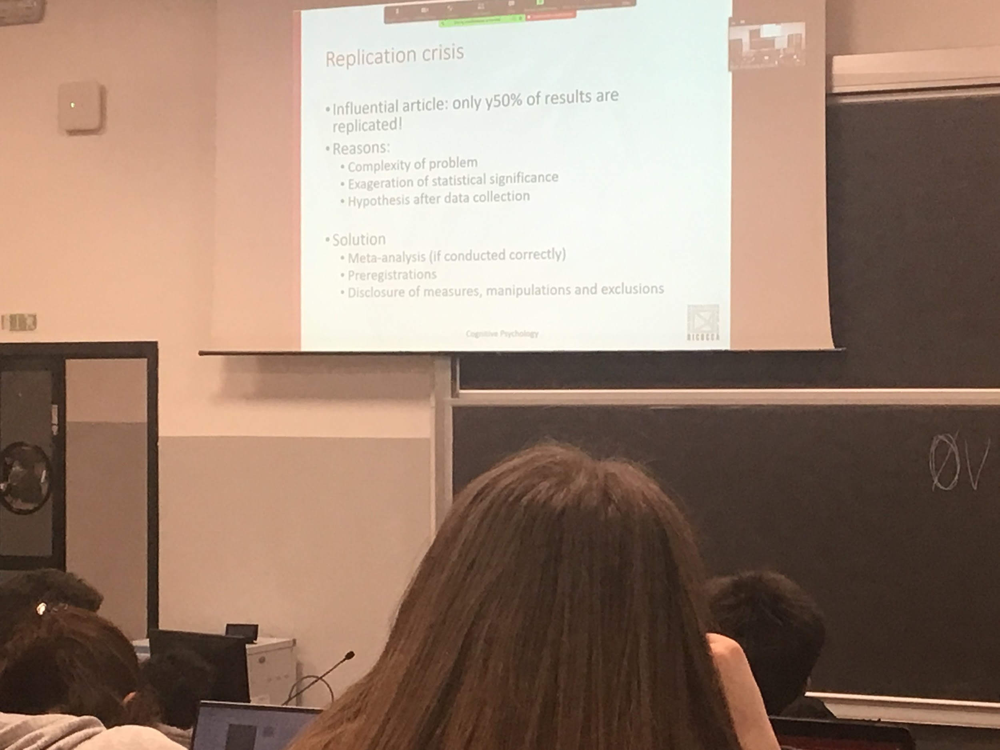 Replication crisis
• Influential article: only y50% of results are
replicated!
• Reasons:
• Complexity of problem
• Exageration of statistical significance
• Hypothesis after data collection
• Solution
• Meta-analysis (if conducted correctly)
• Preregistrations
• Disclosure of measures, manipulations and exclusions
Cognitive Psychology
BICOCCA
ØV